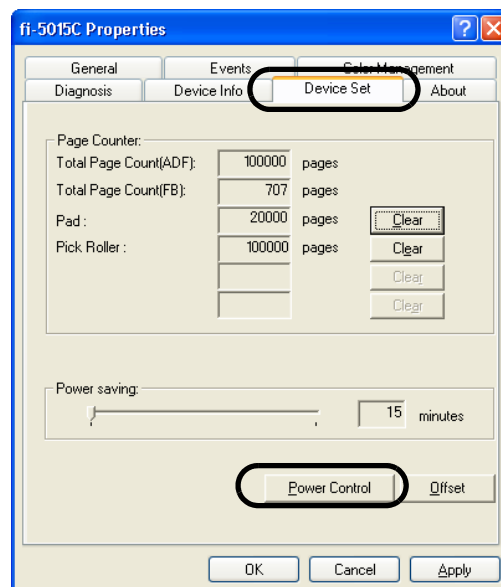 fi-5015C Properties
General Events Color Management
Diagnosis Device Info Device Set About
Page Counter:
Total Page Count(ADF): 100000 pages
Total Page Count(FB): 707 pages
Pad : 20000 pages Clear
Pick Roller : 100000 pages Clear
Clear
Clear
Power saving:
15 minutes
Power Control Offset
OK Cancel Apply